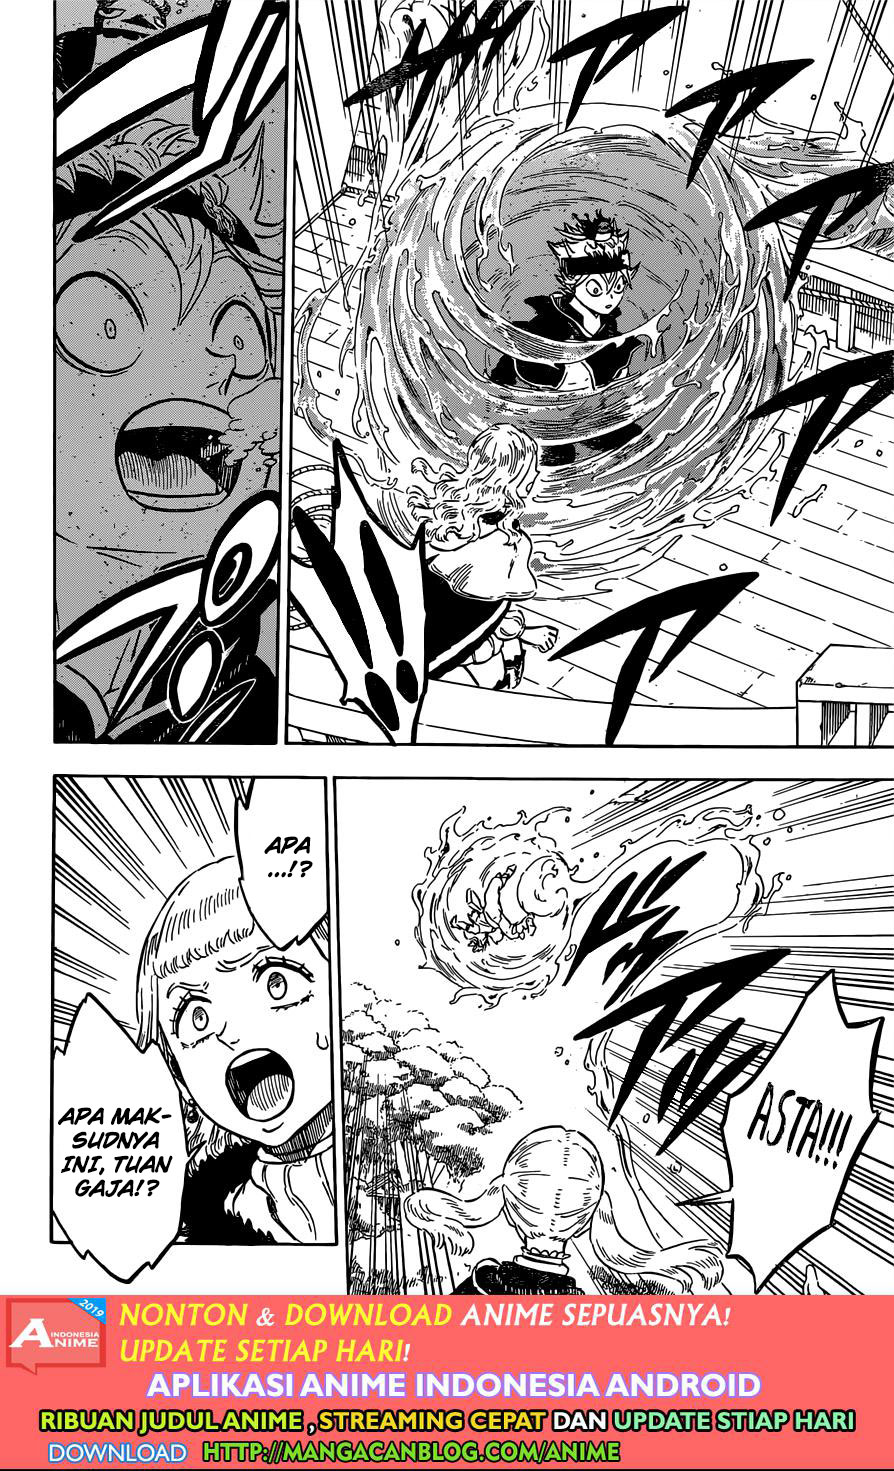 ASTA!!!
APA
...!?
APA MAK-
SUDNYA
INI, TUAN
GAJA!?
2019
INDONESIA
ANIME
NONTON & DOWNLOAD ANIME SEPUASNYA!
UPDATE SETIAP HARI!
APLIKASI ANIME INDONESIA ANDROID
RIBUAN JUDUL ANIME , STREAMING CEPAT DAN UPDATE STIAP HARI
DOWNLOAD HTTP://MANGACANBLOG.COM/ANIME